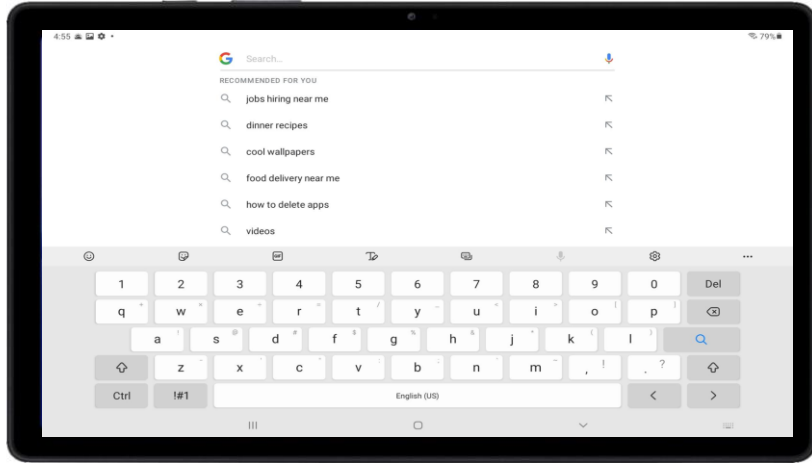 4:55
79%
Search...
RECOMMENDED FOR YOU
jobs hiring near me
dinner recipes
cool wallpapers
food delivery near me
how to delete apps
videos
GIF
1 2 3 4 5 6 7 8 9 0 Del
q w e r t y u i o p
a s d f g h j k l
z x c v b n m , ! . ?
Ctrl !#1 English (US) < >